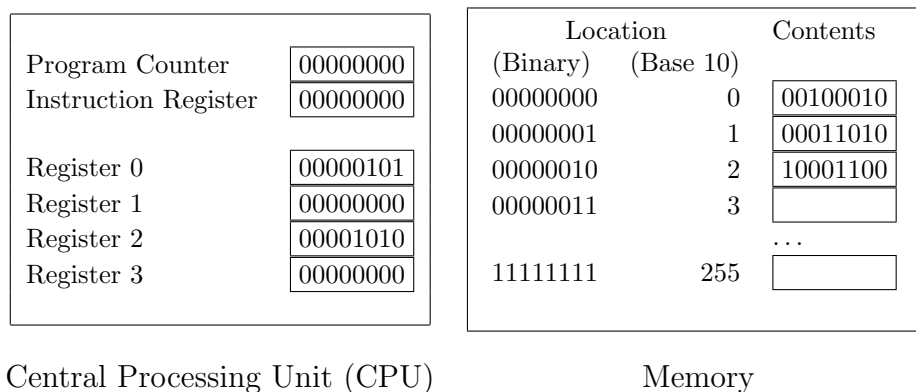 Program Counter 00000000
Instruction Register 00000000
Register 0 00000101
Register 1 00000000
Register 2 00001010
Register 3 00000000
Central Processing Unit (CPU)
Location Contents
(Binary) (Base 10)
00000000 0 00100010
00000001 1 00011010
00000010 2 10001100
00000011 3
...
11111111 255
Memory